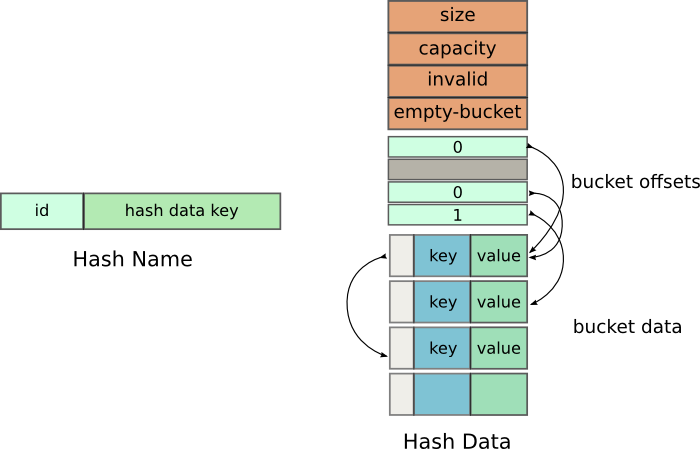 size
capacity
invalid
empty-bucket
0
0
1
bucket offsets
id
hash data key
Hash Name
key value
key value
key value
bucket data
Hash Data